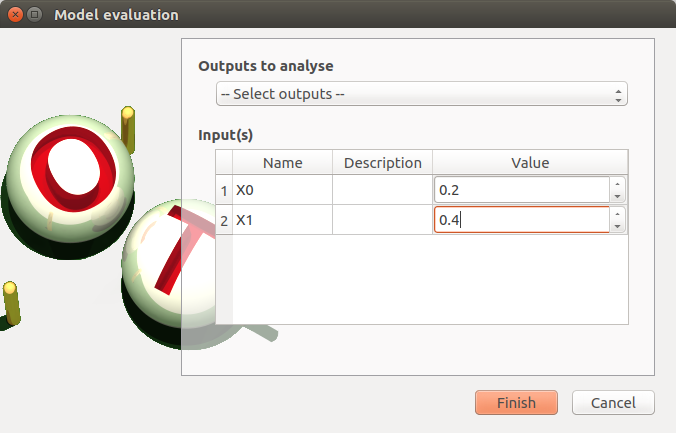 Model evaluation
Outputs to analyse
-- Select outputs --
Input(s)
Name Description Value
1 X0 0.2
2 X1 0.4
Finish Cancel